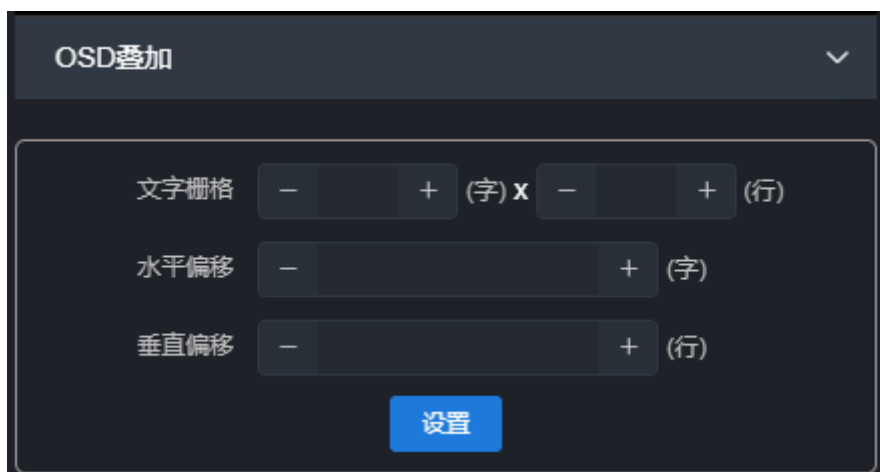 OSD叠加
文字栅格 − + (字) x − + (行)
水平偏移 − + (字)
垂直偏移 − + (行)
设置